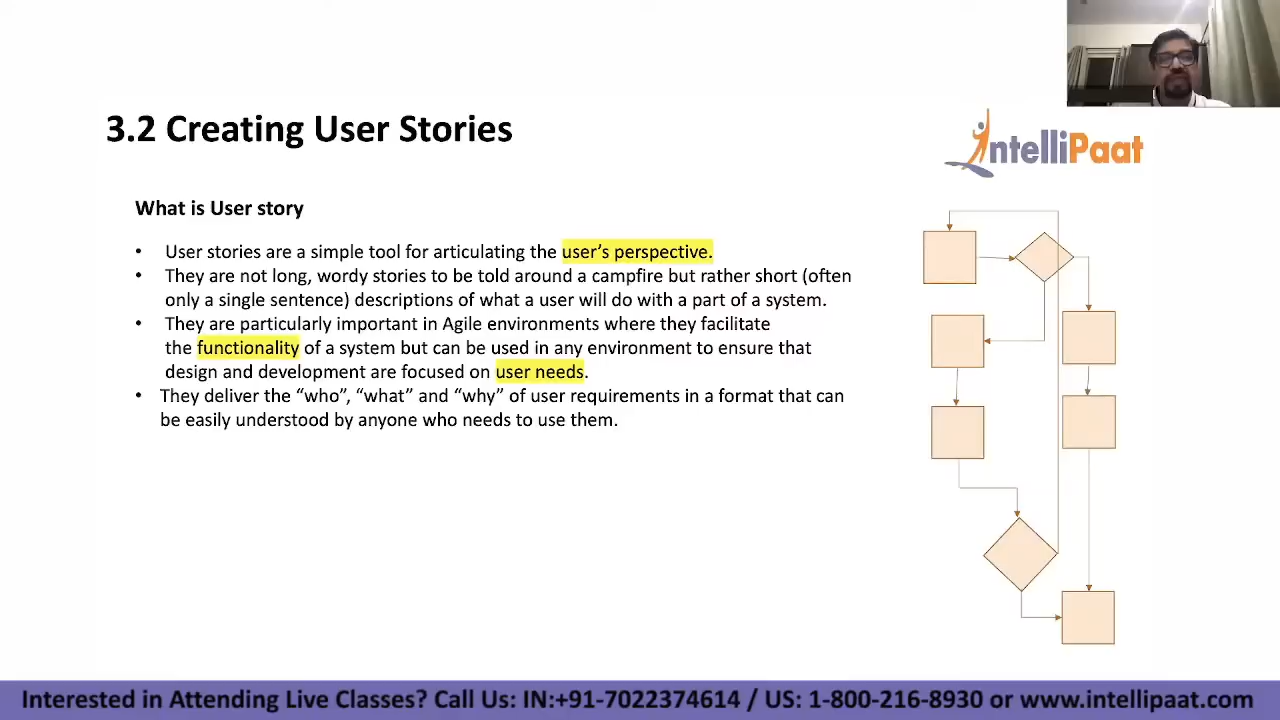 3.2 Creating User Stories
IntelliPaat
What is User story
• User stories are a simple tool for articulating the user's perspective.
• They are not long, wordy stories to be told around a campfire but rather short (often
only a single sentence) descriptions of what a user will do with a part of a system.
• They are particularly important in Agile environments where they facilitate
the functionality of a system but can be used in any environment to ensure that
design and development are focused on user needs.
• They deliver the “who”, “what” and “why” of user requirements in a format that can
be easily understood by anyone who needs to use them.
Interested in Attending Live Classes? Call Us: IN:+91-7022374614 / US: 1-800-216-8930 or www.intellipaat.com